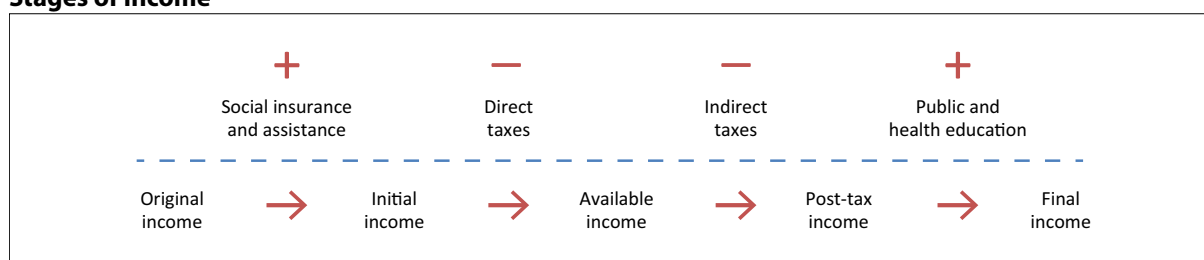 Stages of Income
+ − − +
Social insurance and assistance
Direct taxes
Indirect taxes
Public and health education
Original income
Initial income
Available income
Post-tax income
Final income